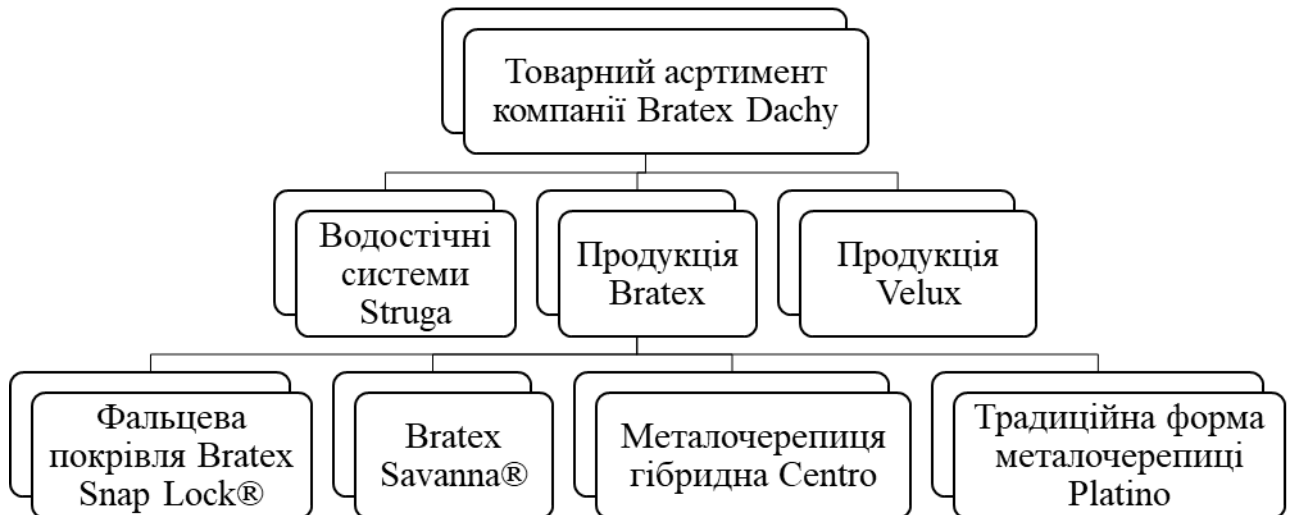 Товарний асртимент
компанії Bratex Dachy
Водостічні
системи
Struga
Продукція
Bratex
Продукція
Velux
Фальцева
покрівля Bratex
Snap Lock®
Bratex
Savanna®
Металочерепиця
гібридна Centro
Традиційна форма
металочерепиці
Platino